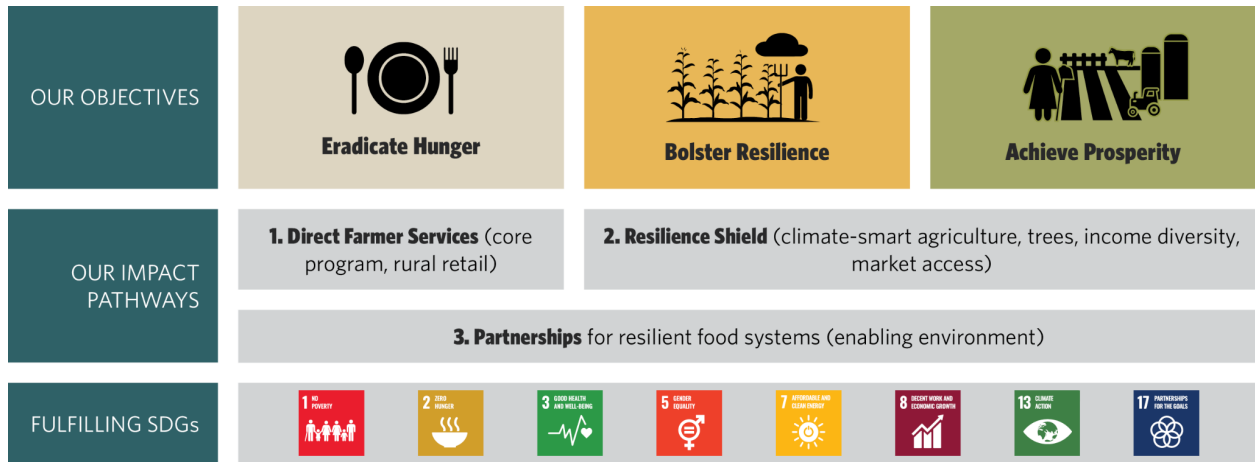 OUR OBJECTIVES
Eradicate Hunger
Bolster Resilience
Achieve Prosperity
OUR IMPACT
PATHWAYS
1. Direct Farmer Services (core
program, rural retail)
2. Resilience Shield (climate-smart agriculture, trees, income diversity,
market access)
3. Partnerships for resilient food systems (enabling environment)
FULFILLING SDGs
1 NO
POVERTY
2 ZERO
HUNGER
3 GOOD HEALTH
AND WELL-BEING
5 GENDER
EQUALITY
7 AFFORDABLE AND
CLEAN ENERGY
8 DECENT WORK AND
ECONOMIC GROWTH
13 CLIMATE
ACTION
17 PARTNERSHIPS
FOR THE GOALS